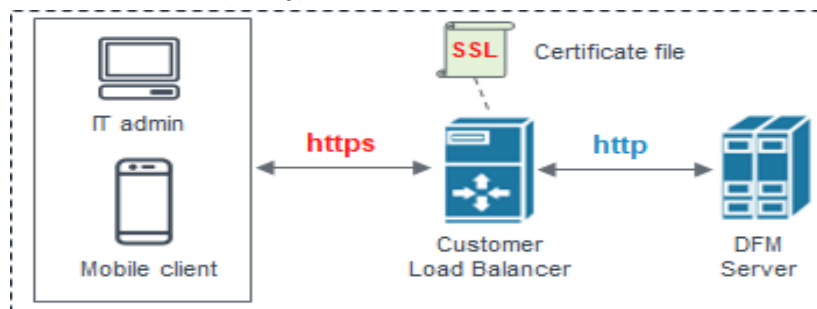 SSL
Certificate file
IT admin
https
http
Mobile client
Customer
Load Balancer
DFM
Server